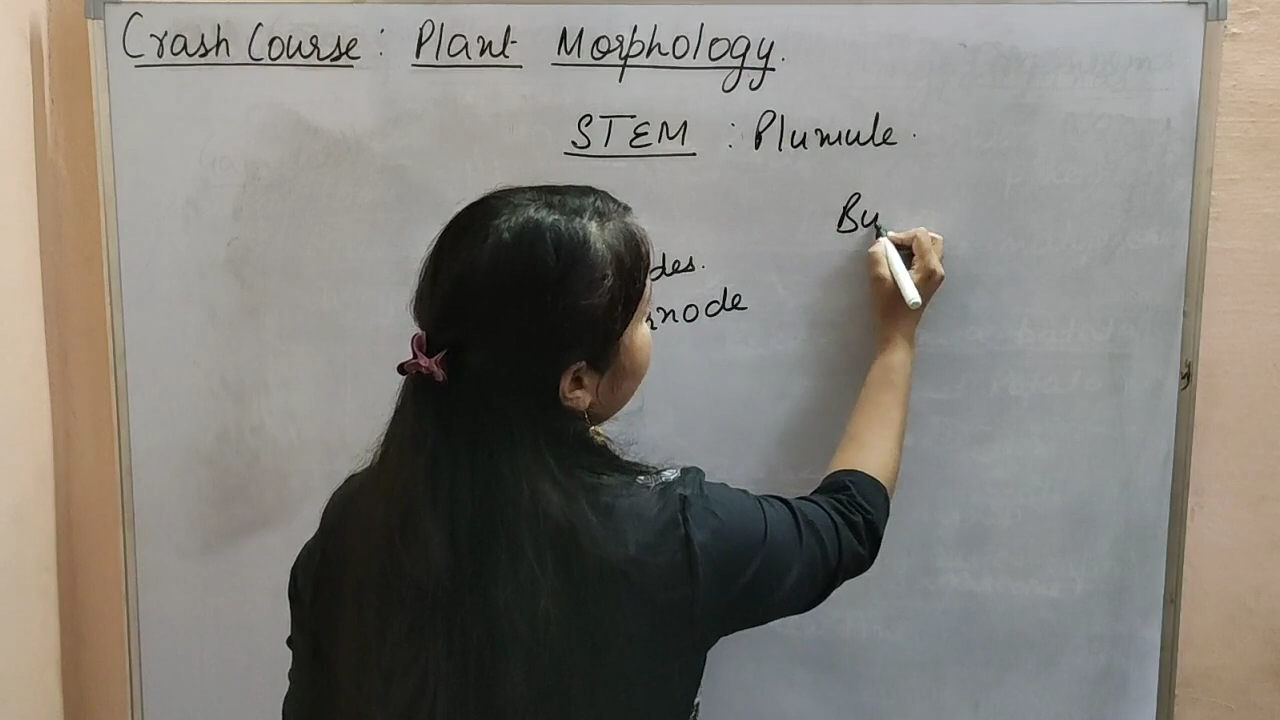 Crash Course : Plant Morphology.
STEM : Plumule.
Bu
des.
node